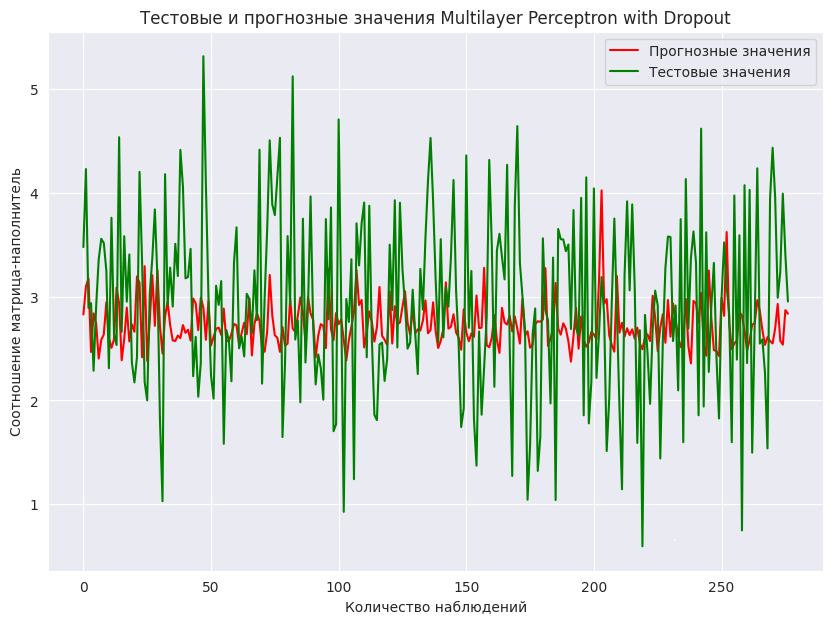 Тестовые и прогнозные значения Multilayer Perceptron with Dropout
Прогнозные значения
Тестовые значения
Соотношение матрица-наполнитель
5
4
3
2
1
0 50 100 150 200 250
Количество наблюдений